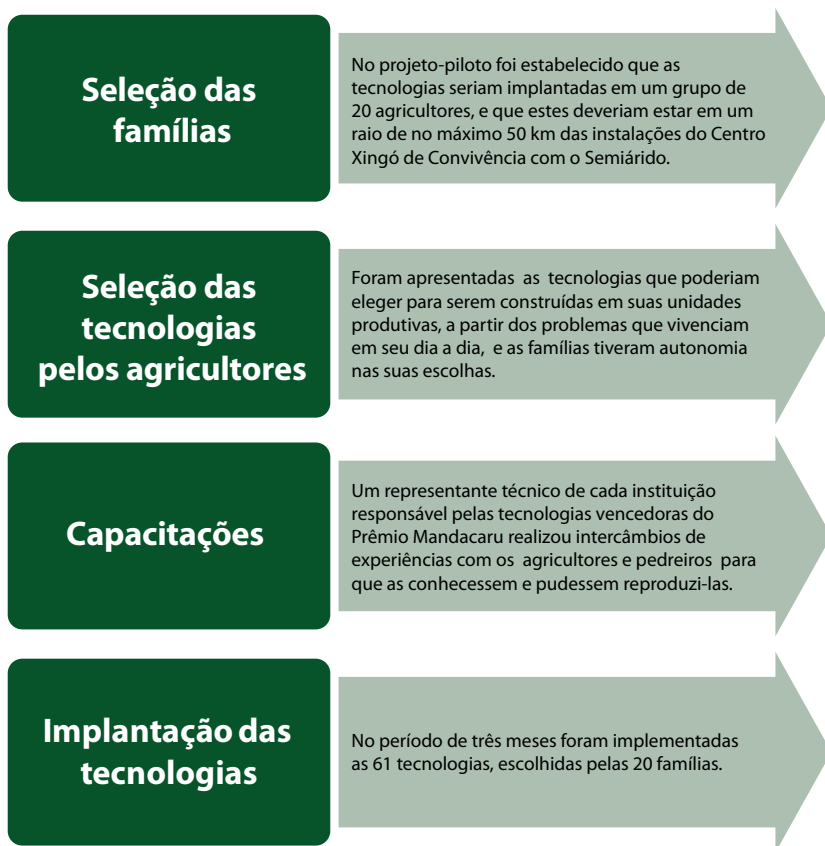 Seleção das
famílias
No projeto-piloto foi estabelecido que as
tecnologias seriam implantadas em um grupo de
20 agricultores, e que estes deveriam estar em um
raio de no máximo 50 km das instalações do Centro
Xingó de Convivência com o Semiárido.
Seleção das
tecnologias
pelos agricultores
Foram apresentadas as tecnologias que poderiam
eleger para serem construídas em suas unidades
produtivas, a partir dos problemas que vivenciam
em seu dia a dia, e as famílias tiveram autonomia
nas suas escolhas.
Capacitações
Um representante técnico de cada instituição
responsável pelas tecnologias vencedoras do
Prêmio Mandacaru realizou intercâmbios de
experiências com os agricultores e pedreiros para
que as conhecessem e pudessem reproduzi-las.
Implantação das
tecnologias
No período de três meses foram implementadas
as 61 tecnologias, escolhidas pelas 20 famílias.